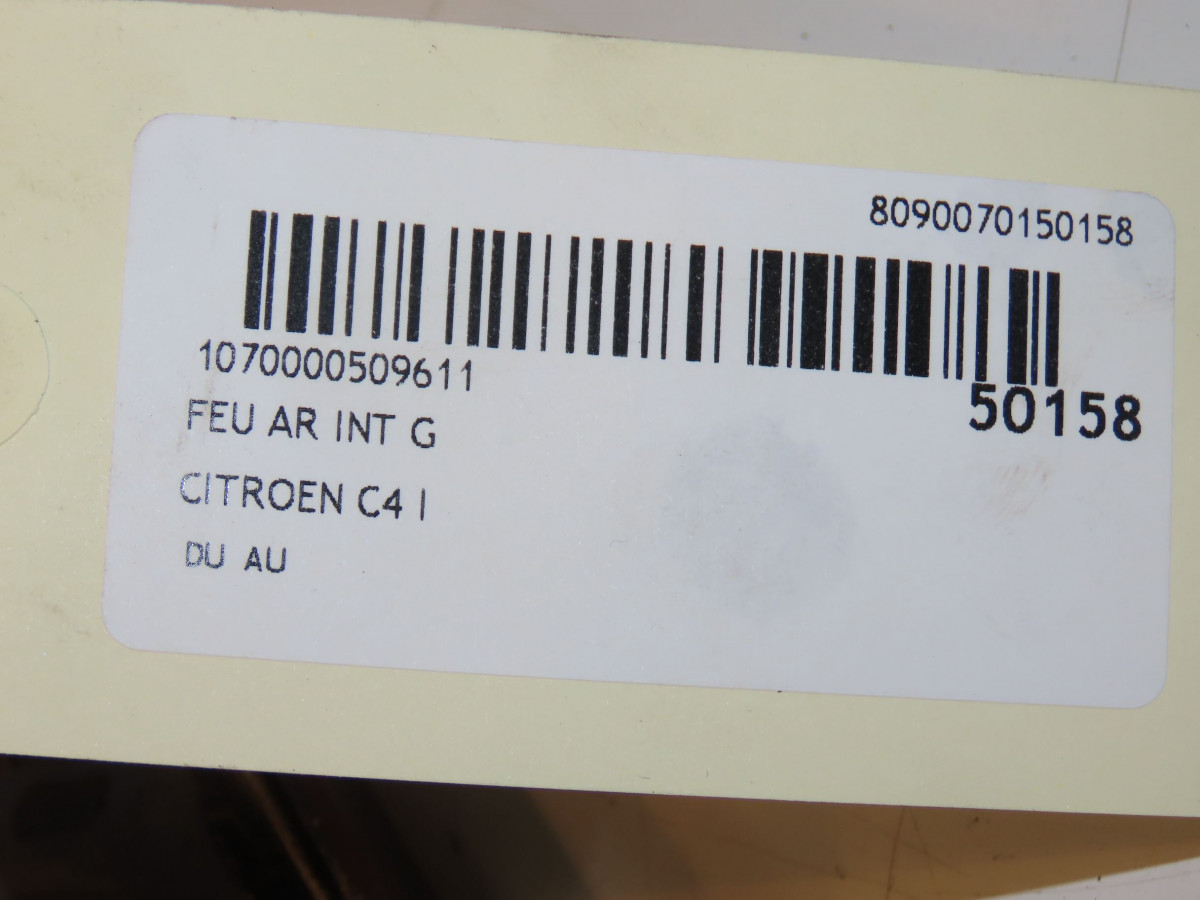 8090070150158
1070000509611
50158
FEU AR INT G
CITROEN C4 I
DU AU